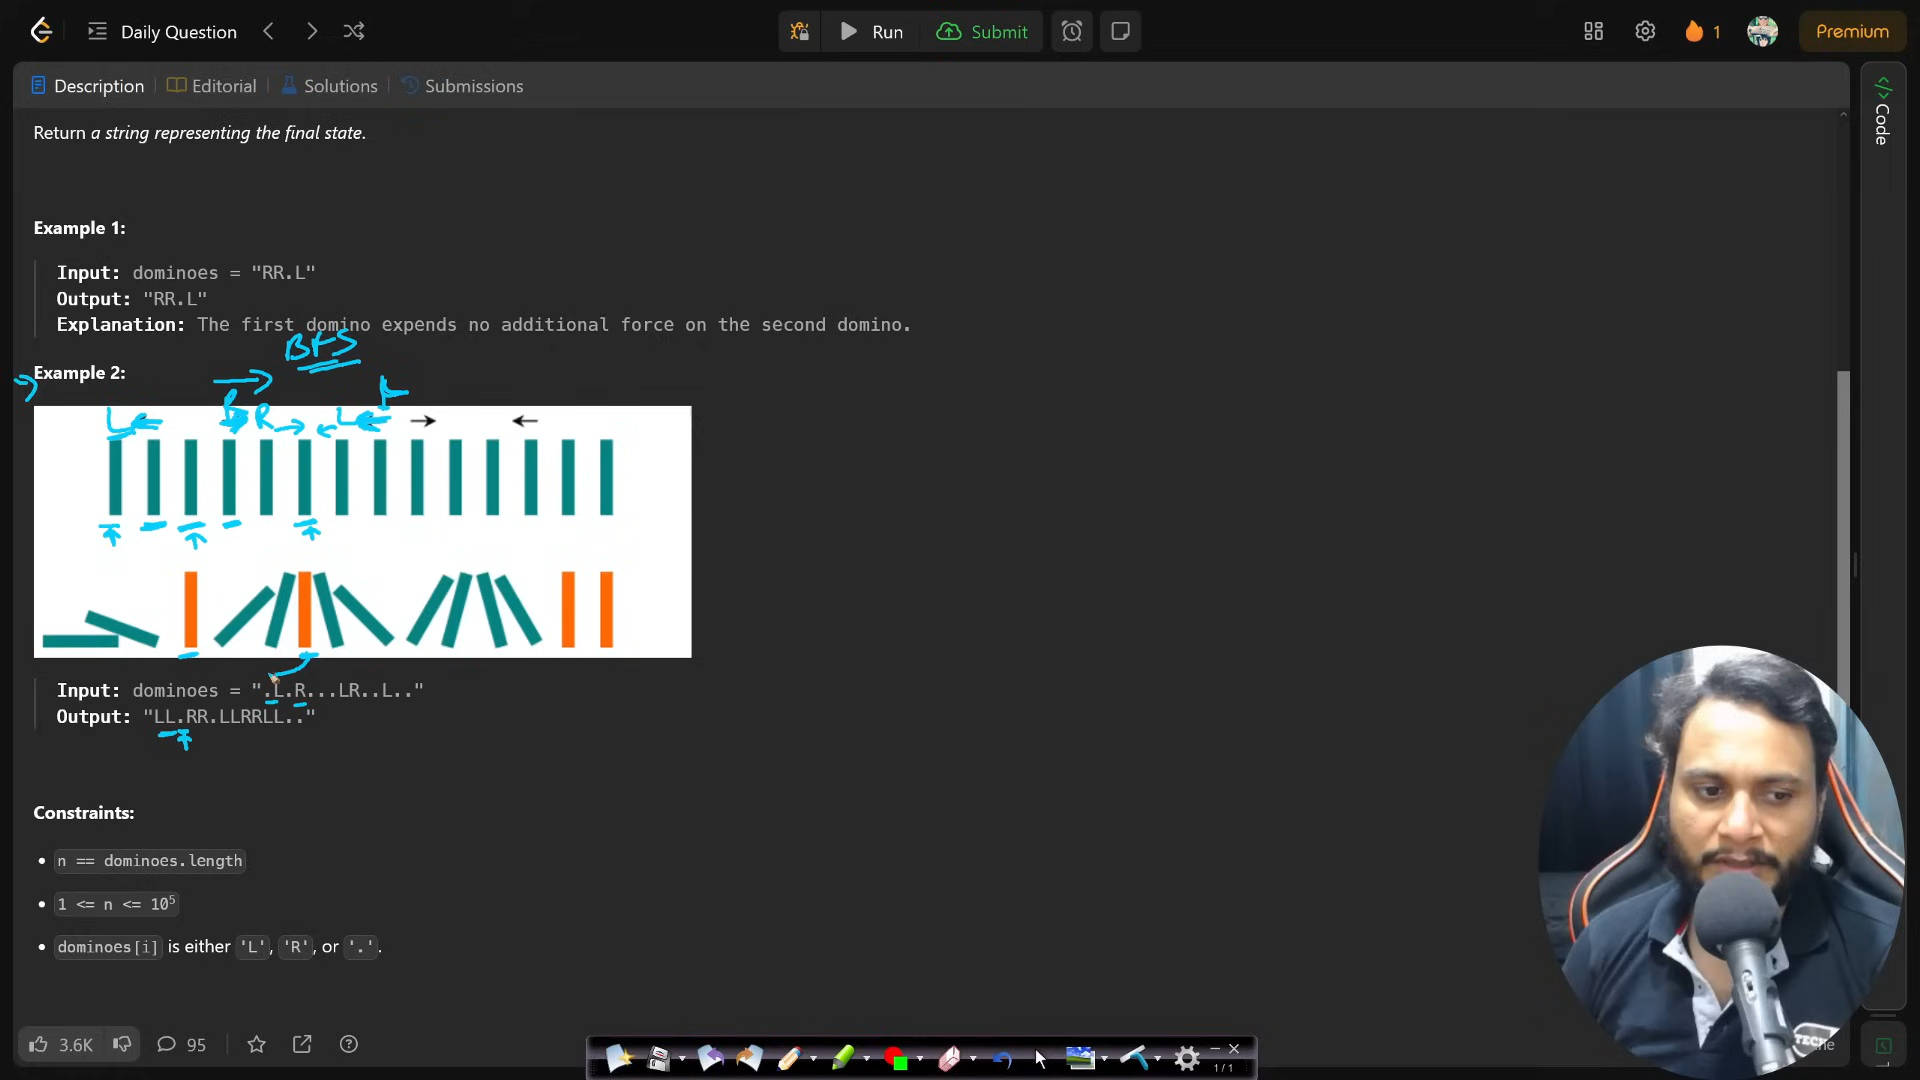 Daily Question
Run
Submit
1
Premium
Description
Editorial
Solutions
Submissions
Code
Return a string representing the final state.
Example 1:
Input: dominoes = "RR.L"
Output: "RR.L"
Explanation: The first domino expends no additional force on the second domino.
BFS
Example 2:
L
R
L
Input: dominoes = ".L.R...LR..L.."
Output: "LL.RR.LLRRLL.."
Constraints:
n == dominoes.length
1 <= n <= 10⁵
dominoes[i] is either 'L', 'R', or '.'.
3.6K
95
1/1
TECH